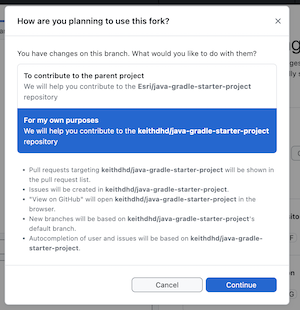 How are you planning to use this fork?
You have changes on this branch. What would you like to do with them?
To contribute to the parent project
We will help you contribute to the Esri/java-gradle-starter-project
repository
For my own purposes
We will help you contribute to the keithdhd/java-gradle-starter-project
repository
• Pull requests targeting keithdhd/java-gradle-starter-project will be shown in
the pull request list.
• Issues will be created in keithdhd/java-gradle-starter-project.
• "View on GitHub" will open keithdhd/java-gradle-starter-project in the
browser.
• New branches will be based on keithdhd/java-gradle-starter-project's
default branch.
• Autocompletion of user and issues will be based on keithdhd/java-gradle-
starter-project.
Cancel
Continue